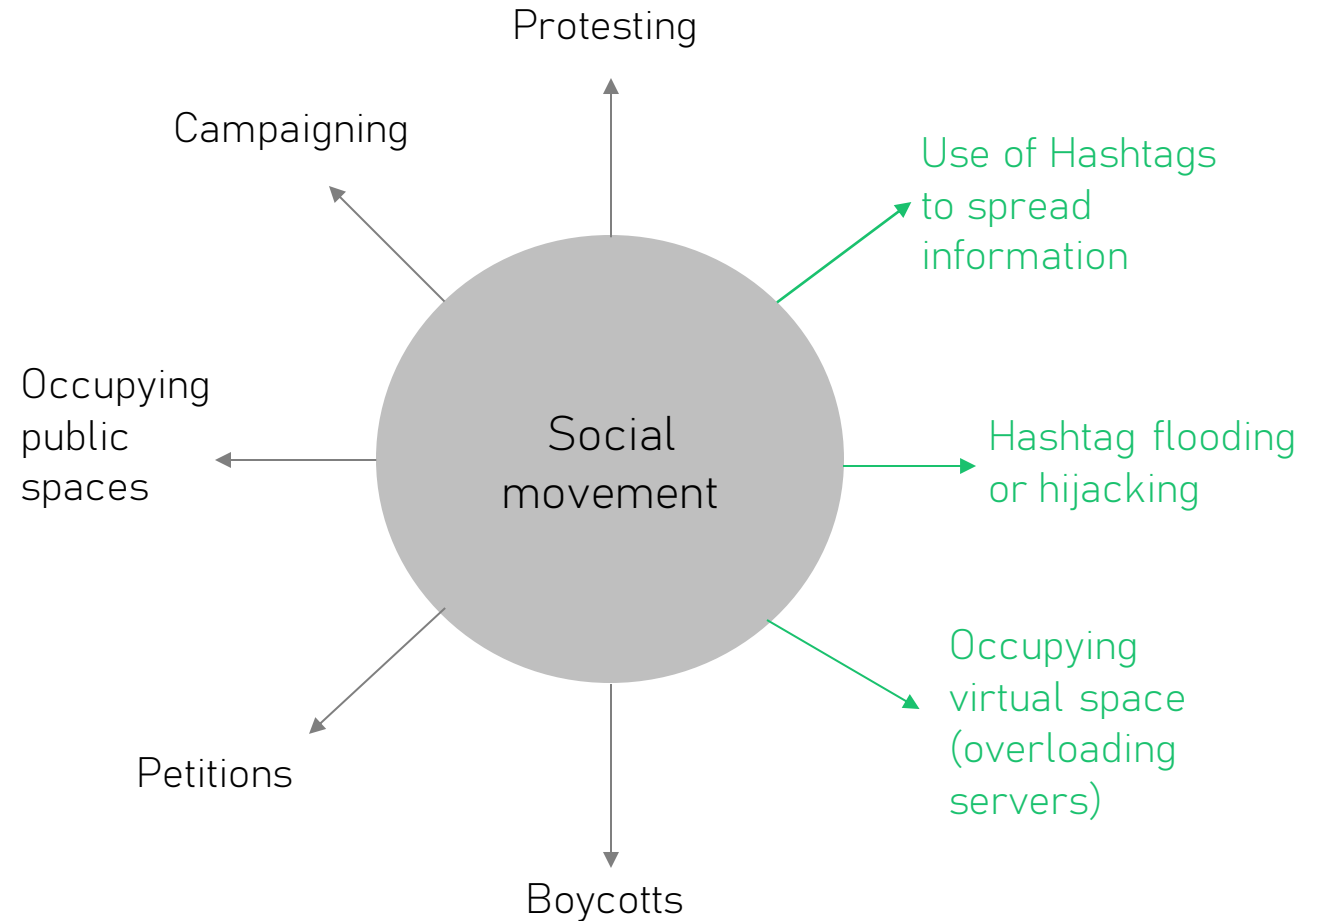 Protesting
Campaigning
Use of Hashtags
to spread
information
Occupying
public
spaces
Social
movement
Hashtag flooding
or hijacking
Occupying
virtual space
(overloading
servers)
Petitions
Boycotts